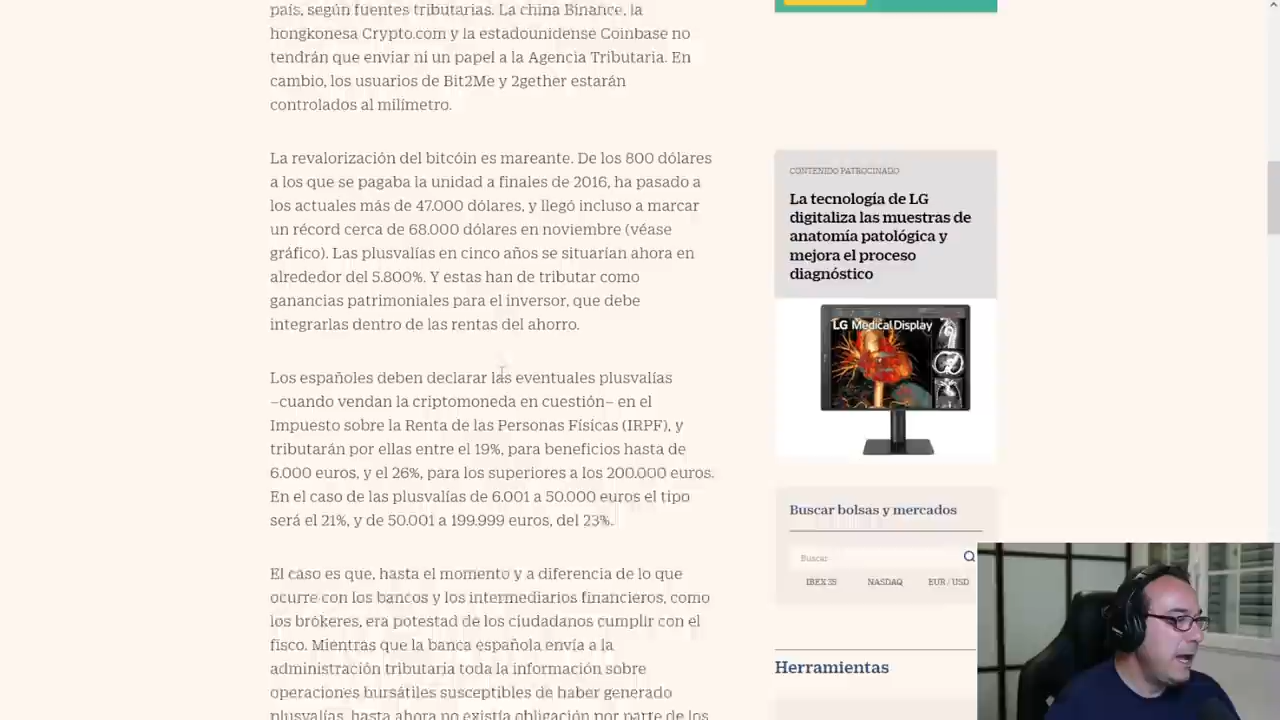 país, según fuentes tributarias. La china Binance, la
hongkonesa Crypto.com y la estadounidense Coinbase no
tendrán que enviar ni un papel a la Agencia Tributaria. En
cambio, los usuarios de Bit2Me y 2gether estarán
controlados al milímetro.
La revalorización del bitcóin es mareante. De los 800 dólares
a los que se pagaba la unidad a finales de 2016, ha pasado a
los actuales más de 47.000 dólares, y llegó incluso a marcar
un récord cerca de 68.000 dólares en noviembre (véase
gráfico). Las plusvalías en cinco años se situarían ahora en
alrededor del 5.800%. Y estas han de tributar como
ganancias patrimoniales para el inversor, que debe
integrarlas dentro de las rentas del ahorro.
Los españoles deben declarar las eventuales plusvalías
–cuando vendan la criptomoneda en cuestión– en el
Impuesto sobre la Renta de las Personas Físicas (IRPF), y
tributarán por ellas entre el 19%, para beneficios hasta de
6.000 euros, y el 26%, para los superiores a los 200.000 euros.
En el caso de las plusvalías de 6.001 a 50.000 euros el tipo
será el 21%, y de 50.001 a 199.999 euros, del 23%.
El caso es que, hasta el momento y a diferencia de lo que
ocurre con los bancos y los intermediarios financieros, como
los brókeres, era potestad de los ciudadanos cumplir con el
fisco. Mientras que la banca española envía a la
administración tributaria toda la información sobre
operaciones bursátiles susceptibles de haber generado
plusvalías, hasta ahora no existía obligación por parte de los
CONTENIDO PATROCINADO
La tecnología de LG
digitaliza las muestras de
anatomía patológica y
mejora el proceso
diagnóstico
LG Medical Display
Buscar bolsas y mercados
Buscar
IBEX 35 NASDAQ EUR / USD
Herramientas